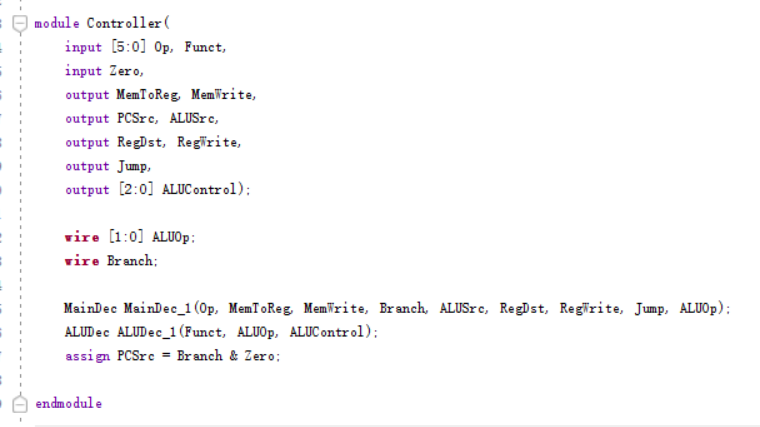 module Controller(
input [5:0] Op, Funct,
input Zero,
output MemToReg, MemWrite,
output PCSrc, ALUSrc,
output RegDst, RegWrite,
output Jump,
output [2:0] ALUControl);
wire [1:0] ALUOp;
wire Branch;
MainDec MainDec_1(Op, MemToReg, MemWrite, Branch, ALUSrc, RegDst, RegWrite, Jump, ALUOp);
ALUDec ALUDec_1(Funct, ALUOp, ALUControl);
assign PCSrc = Branch & Zero;
endmodule